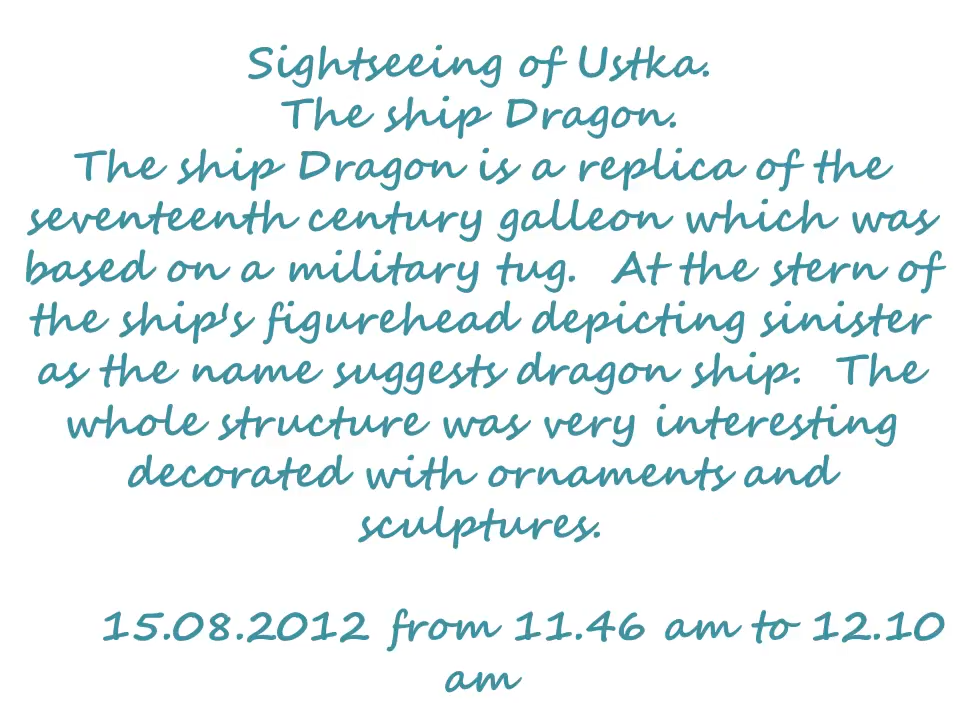 Sightseeing of Ustka.
The ship Dragon.
The ship Dragon is a replica of the
seventeenth century galleon which was
based on a military tug. At the stern of
the ship's figurehead depicting sinister
as the name suggests dragon ship. The
whole structure was very interesting
decorated with ornaments and
sculptures.
15.08.2012 from 11.46 am to 12.10
am